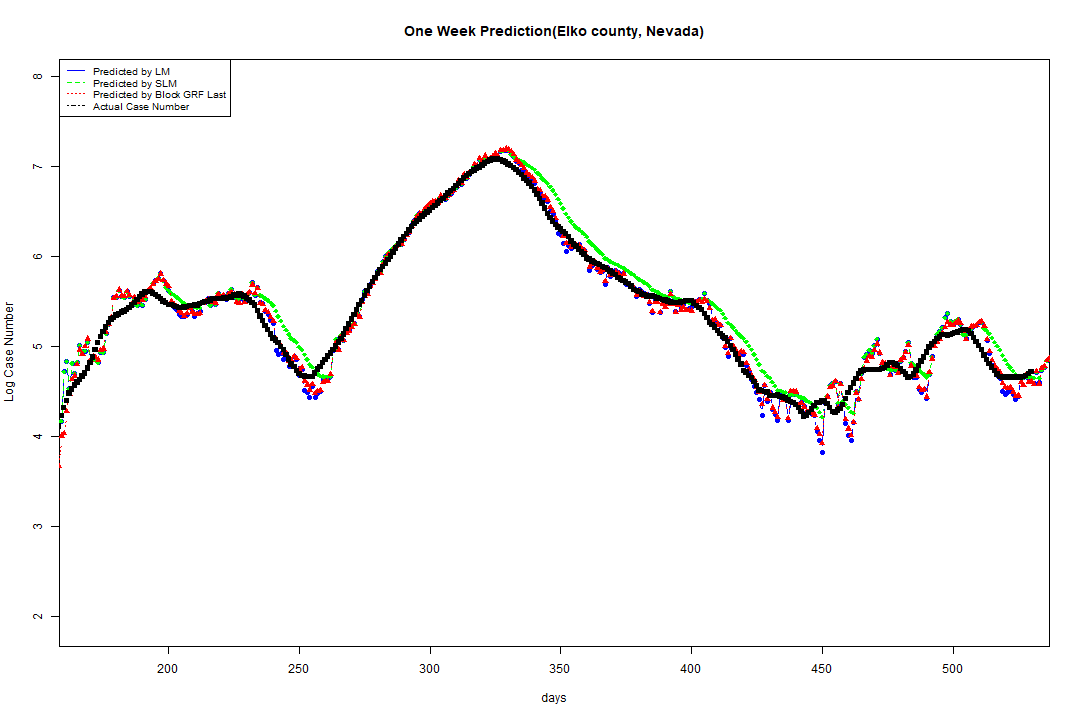 One Week Prediction(Elko county, Nevada)
Predicted by LM
Predicted by SLM
Predicted by Block GRF Last
Actual Case Number
Log Case Number
8
7
6
5
4
3
2
200 250 300 350 400 450 500
days